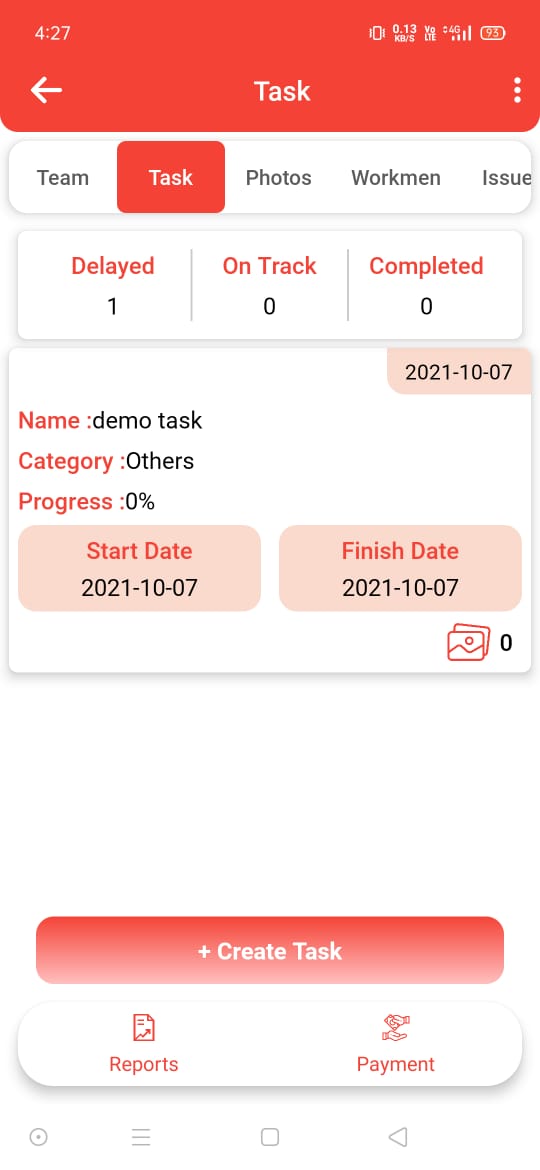 4:27 0.13 KB/S Vo LTE 4G 93
Task
Team Task Photos Workmen Issue
Delayed On Track Completed
1 0 0
2021-10-07
Name :demo task
Category :Others
Progress :0%
Start Date Finish Date
2021-10-07 2021-10-07
0
+ Create Task
Reports Payment